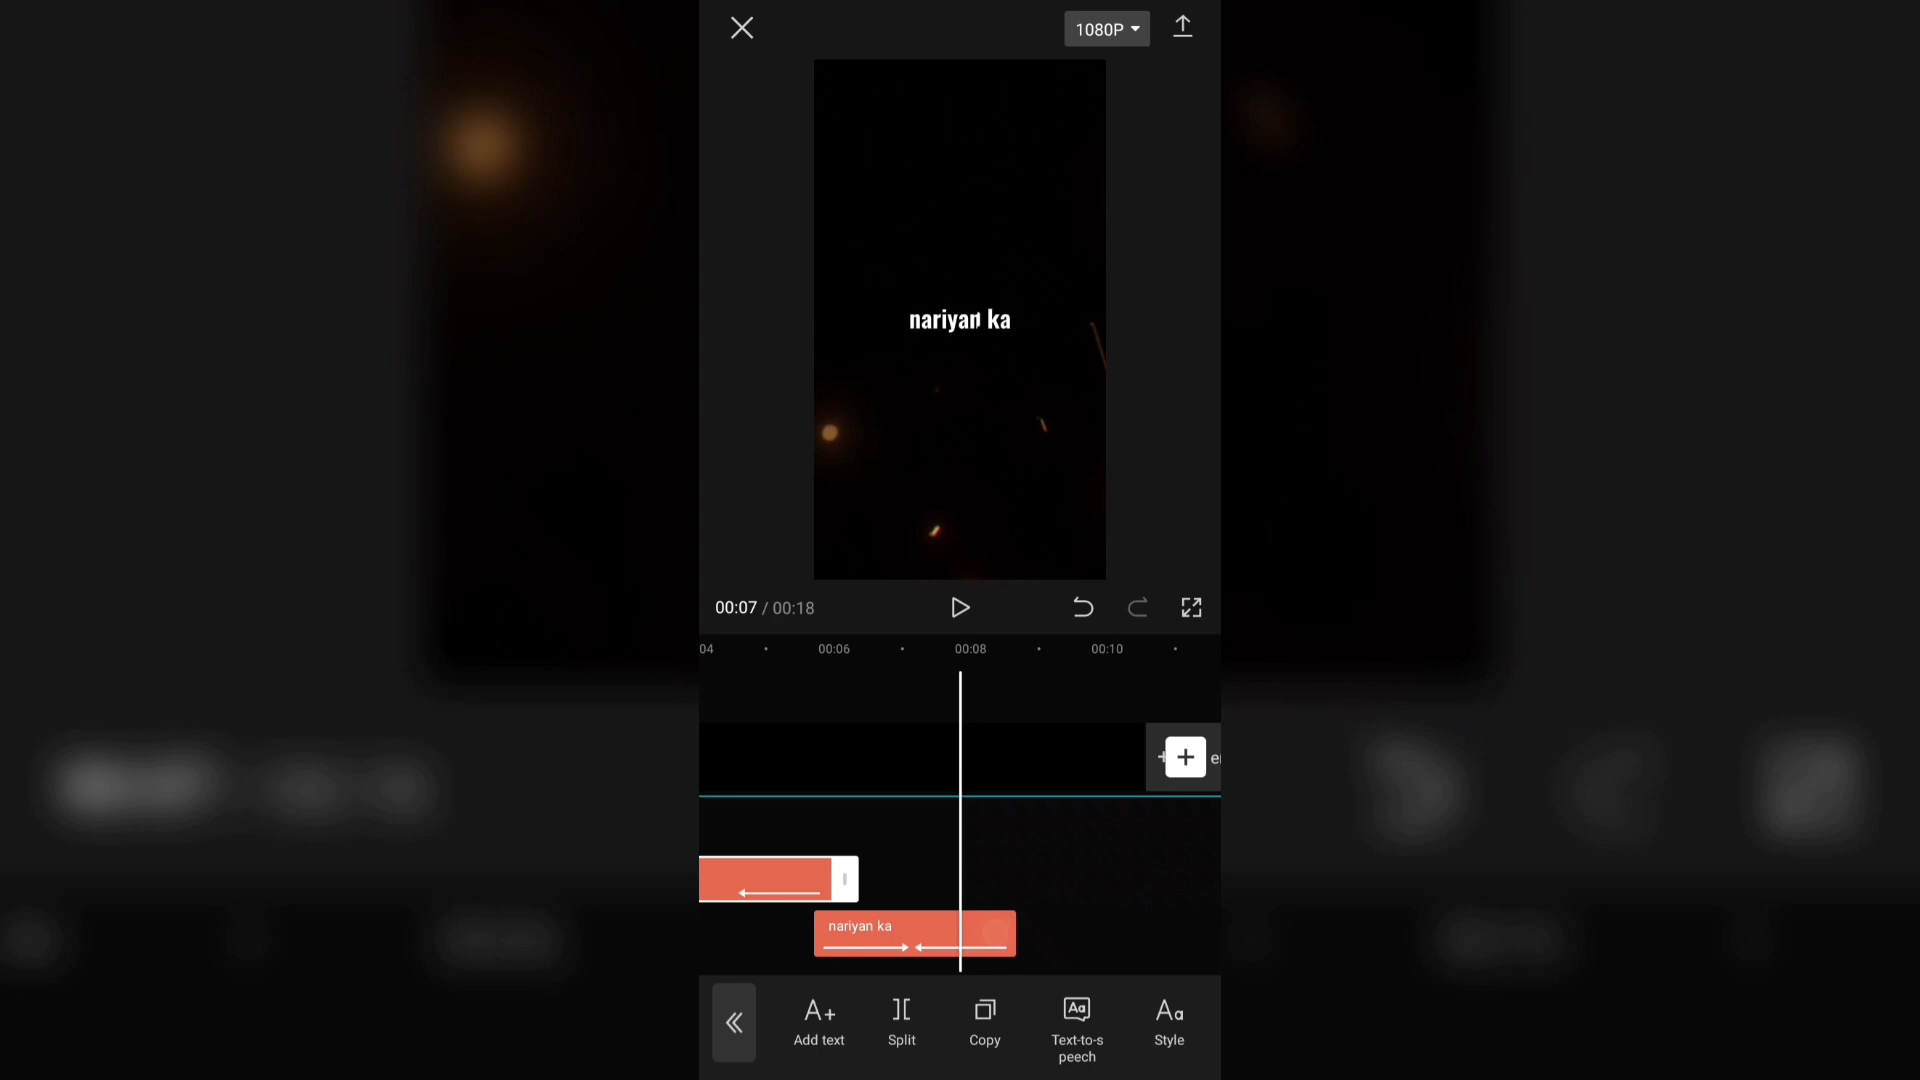 1080P
nariyan ka
00:07 / 00:18
04
00:06
00:08
00:10
nariyan ka
Add text
Split
Copy
Aa
Text-to-s
peech
Style